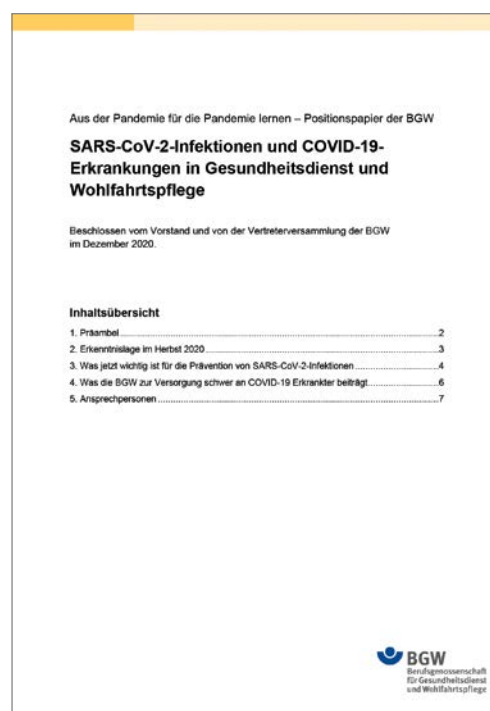 Aus der Pandemie für die Pandemie lernen – Positionspapier der BGW
SARS-CoV-2-Infektionen und COVID-19-
Erkrankungen in Gesundheitsdienst und
Wohlfahrtspflege
Beschlossen vom Vorstand und von der Vertreterversammlung der BGW
im Dezember 2020.
Inhaltsübersicht
1. Präambel 2
2. Erkenntnislage im Herbst 2020 3
3. Was jetzt wichtig ist für die Prävention von SARS-CoV-2-Infektionen 4
4. Was die BGW zur Versorgung schwer an COVID-19 Erkrankter beiträgt 6
5. Ansprechpersonen 7
BGW
Berufsgenossenschaft
für Gesundheitsdienst
und Wohlfahrtspflege